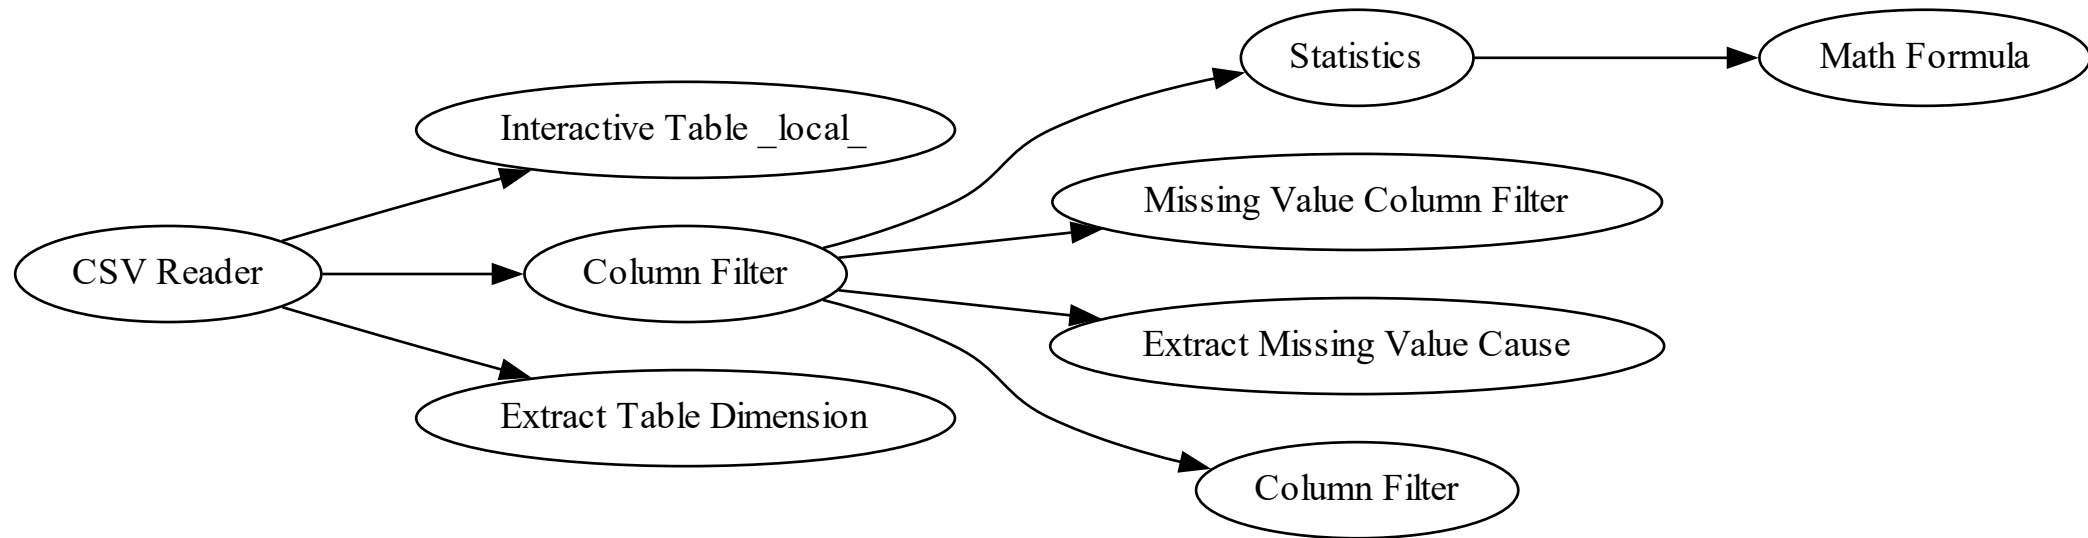 Statistics
Math Formula
Interactive Table _local_
Missing Value Column Filter
CSV Reader
Column Filter
Extract Missing Value Cause
Extract Table Dimension
Column Filter